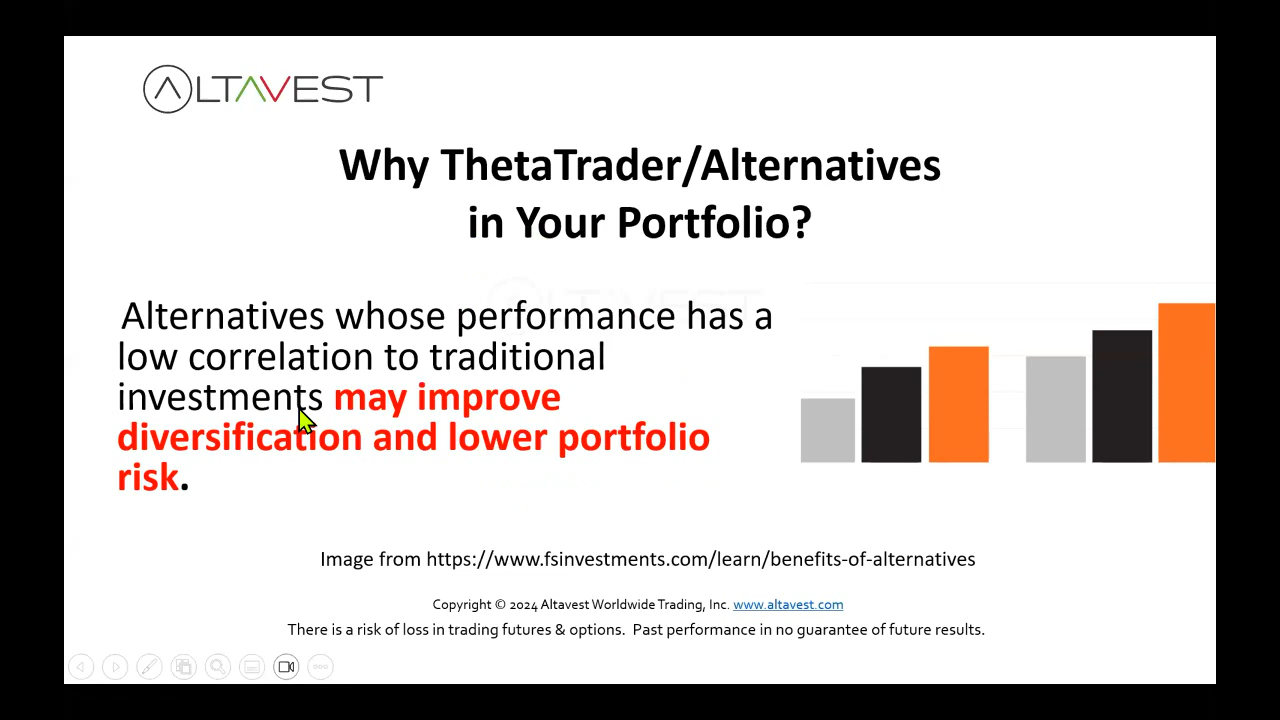 ALTAVEST
Why ThetaTrader/Alternatives
in Your Portfolio?
ALTAVEST
Alternatives whose performance has a
low correlation to traditional
investments may improve
diversification and lower portfolio
risk.
Image from https://www.fsinvestments.com/learn/benefits-of-alternatives
Copyright © 2024 Altavest Worldwide Trading, Inc. www.altavest.com
There is a risk of loss in trading futures & options.  Past performance in no guarantee of future results.